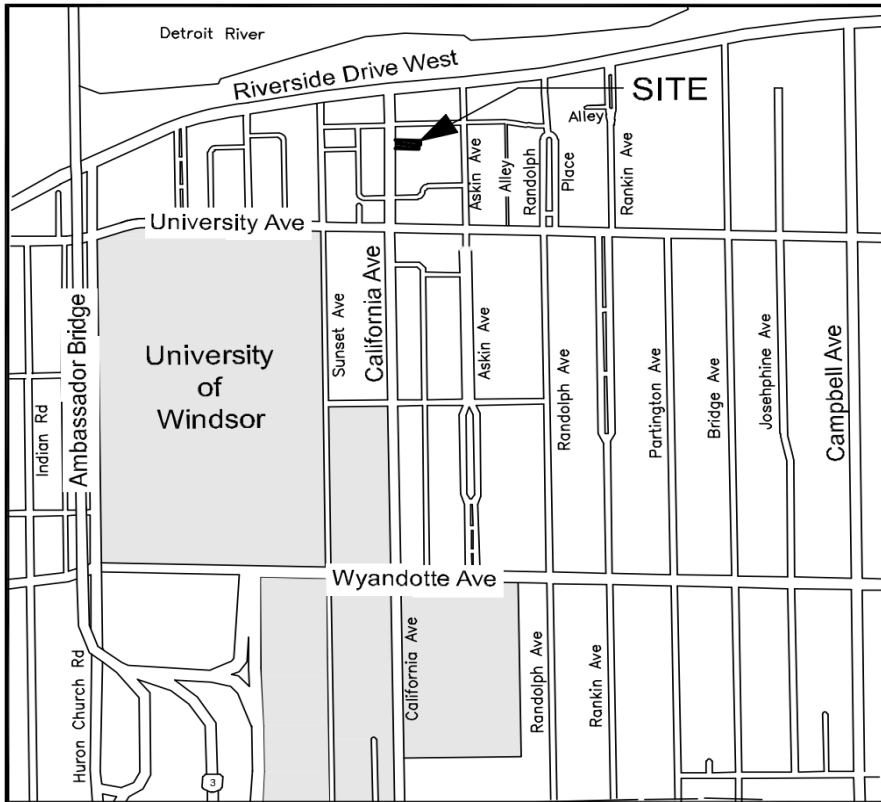 Detroit River
Riverside Drive West
SITE
Alley
Askin Ave
Alley
Randolph
Place
Rankin Ave
University Ave
Ambassador Bridge
University
of
Windsor
Sunset Ave
California Ave
Askin Ave
Randolph Ave
Partington Ave
Bridge Ave
Josehphine Ave
Campbell Ave
Indian Rd
Wyandotte Ave
Huron Church Rd
California Ave
Randolph Ave
Rankin Ave
3